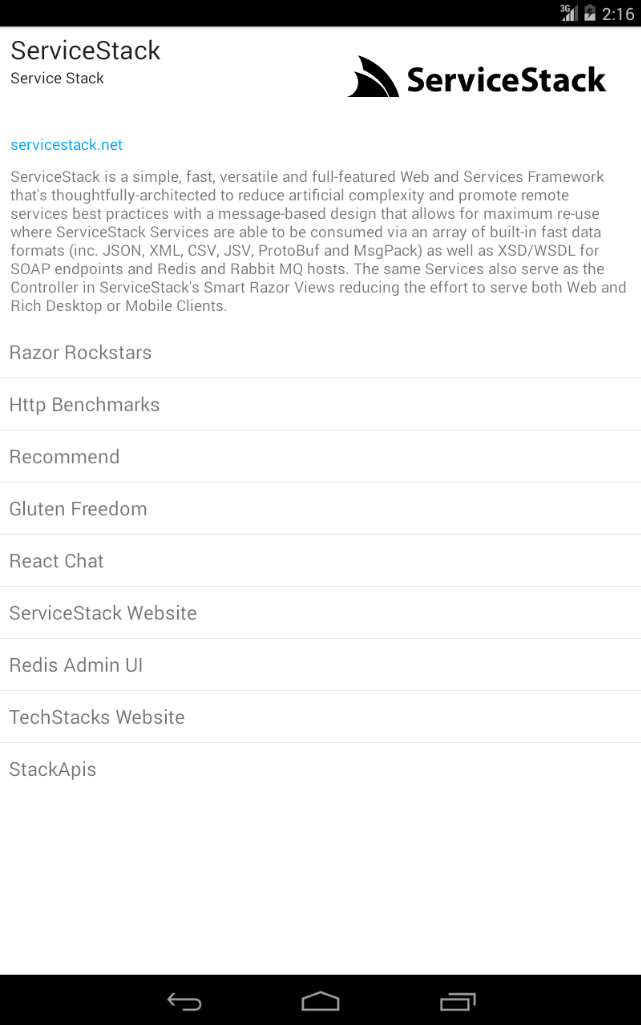 3G 2:16
ServiceStack
Service Stack
ServiceStack
servicestack.net
ServiceStack is a simple, fast, versatile and full-featured Web and Services Framework
that's thoughtfully-architected to reduce artificial complexity and promote remote
services best practices with a message-based design that allows for maximum re-use
where ServiceStack Services are able to be consumed via an array of built-in fast data
formats (inc. JSON, XML, CSV, JSV, ProtoBuf and MsgPack) as well as XSD/WSDL for
SOAP endpoints and Redis and Rabbit MQ hosts. The same Services also serve as the
Controller in ServiceStack's Smart Razor Views reducing the effort to serve both Web and
Rich Desktop or Mobile Clients.
Razor Rockstars
Http Benchmarks
Recommend
Gluten Freedom
React Chat
ServiceStack Website
Redis Admin UI
TechStacks Website
StackApis